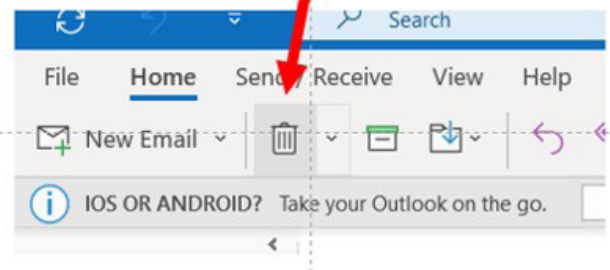 Search
File Home Send / Receive View Help
New Email
IOS OR ANDROID? Take your Outlook on the go.